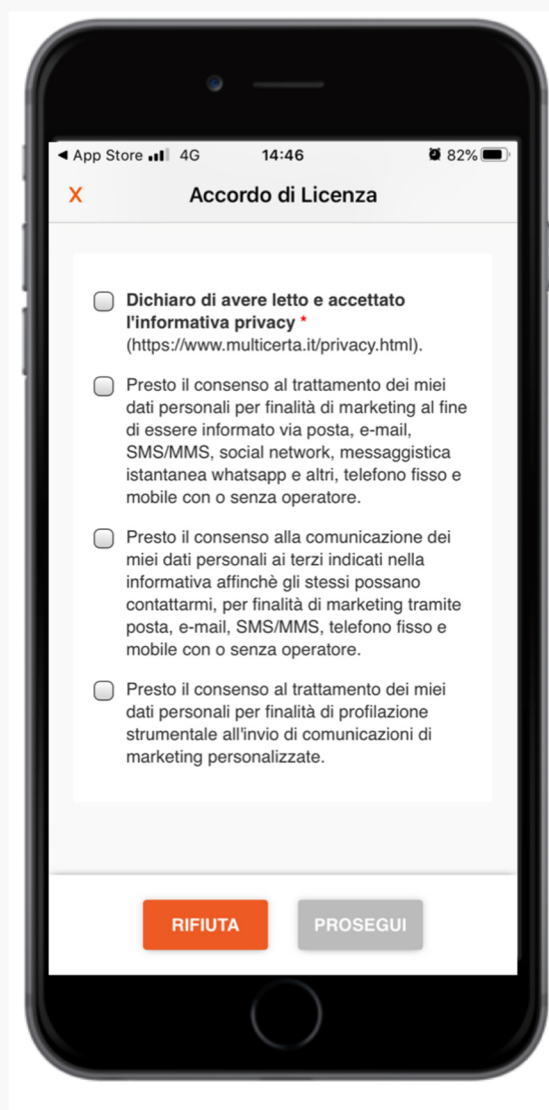 App Store 4G 14:46 82%
X Accordo di Licenza
Dichiaro di avere letto e accettato
l'informativa privacy *
(https://www.multicerta.it/privacy.html).
Presto il consenso al trattamento dei miei
dati personali per finalità di marketing al fine
di essere informato via posta, e-mail,
SMS/MMS, social network, messaggistica
istantanea whatsapp e altri, telefono fisso e
mobile con o senza operatore.
Presto il consenso alla comunicazione dei
miei dati personali ai terzi indicati nella
informativa affinchè gli stessi possano
contattarmi, per finalità di marketing tramite
posta, e-mail, SMS/MMS, telefono fisso e
mobile con o senza operatore.
Presto il consenso al trattamento dei miei
dati personali per finalità di profilazione
strumentale all'invio di comunicazioni di
marketing personalizzate.
RIFIUTA PROSEGUI